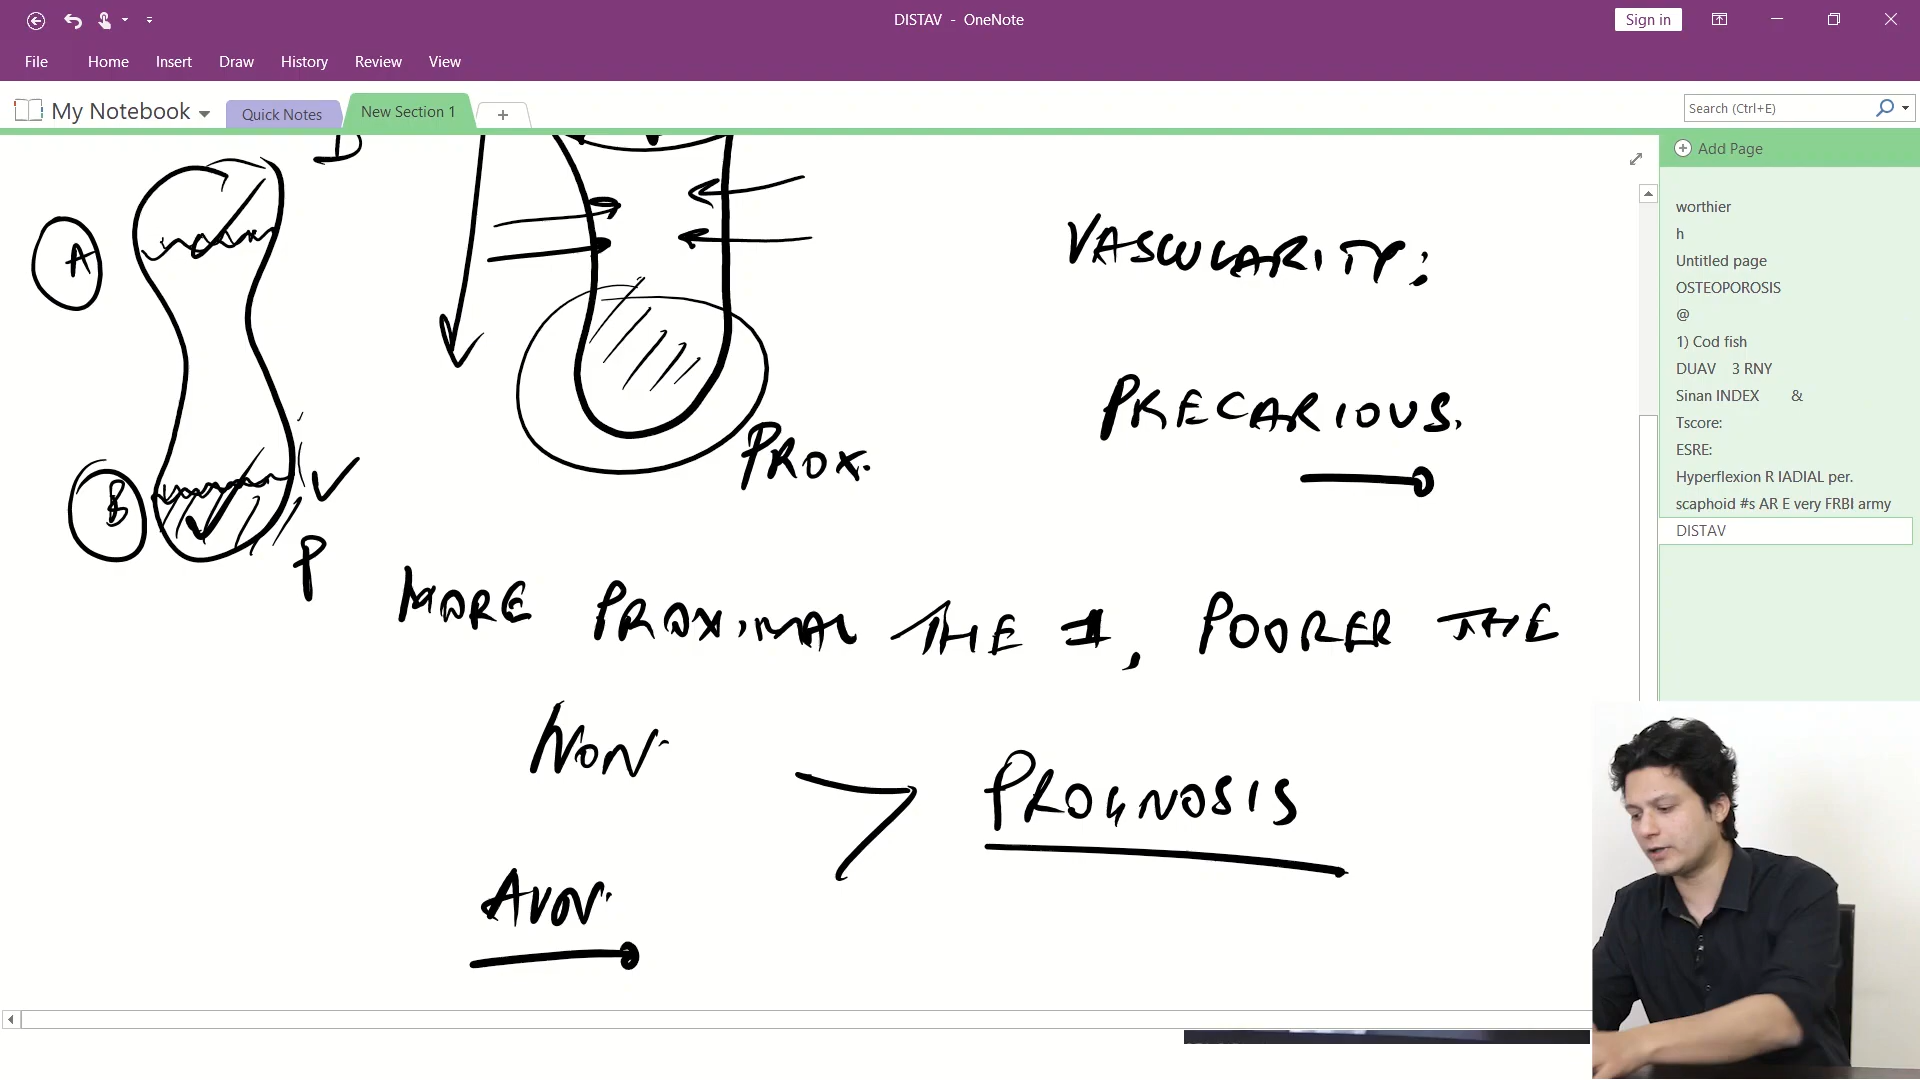 DISTAV - OneNote
Sign in
File Home Insert Draw History Review View
My Notebook
Quick Notes
New Section 1
+
Search (Ctrl+E)
Add Page
worthier
h
Untitled page
OSTEOPOROSIS
@
1) Cod fish
DUAV 3 RNY
Sinan INDEX &
Tscore:
ESRE:
Hyperflexion R IADIAL per.
scaphoid #s AR E very FRBI army
DISTAV
D
A
B
P
PROX.
VASCULARITY:
PRECARIOUS.
MORE PROXIMAL THE #, POORER THE
NON
PROGNOSIS